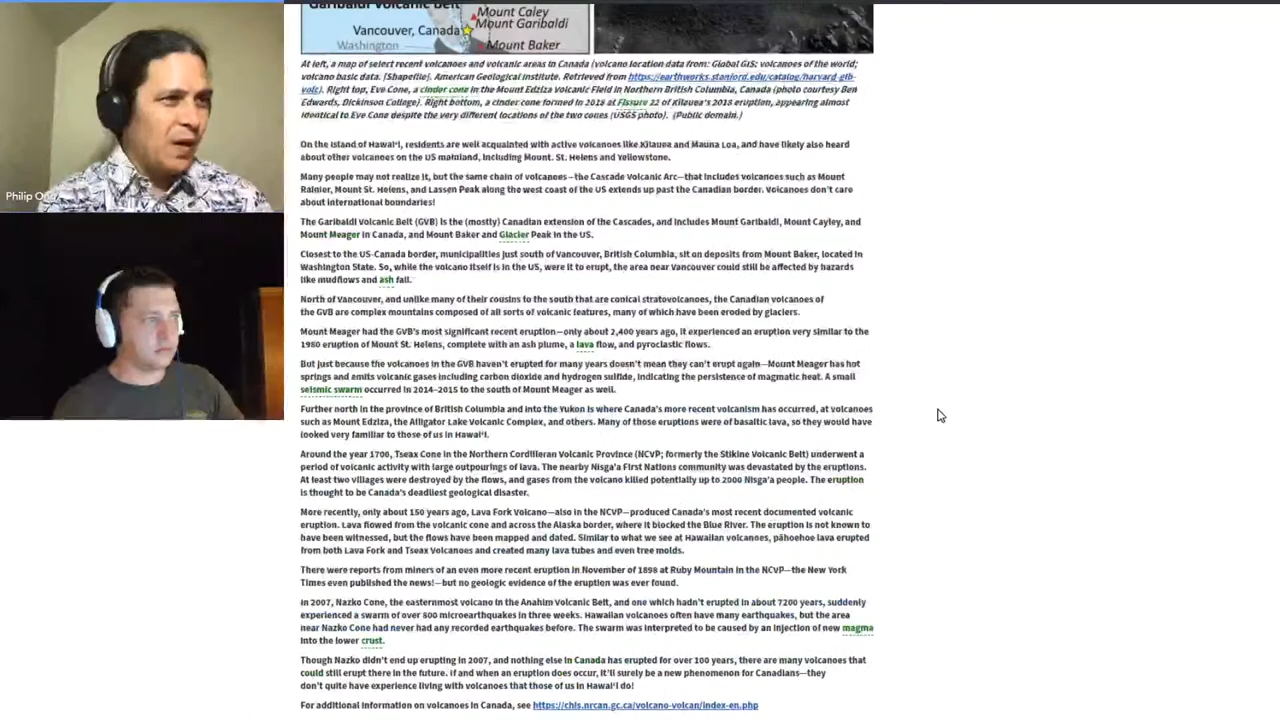 Garibaldi Volcanic Belt
Mount Caley
Mount Garibaldi
Vancouver, Canada
Washington
Mount Baker
At left, a map of select recent volcanoes and volcanic areas in Canada (volcano location data from: Global GIS: volcanoes of the world;
volcano basic data. [Shapefile]. American Geological Institute. Retrieved from https://earthworks.stanford.edu/catalog/harvard-glb-
volc). Right top, Eve Cone, a cinder cone in the Mount Edziza Volcanic Field in Northern British Columbia, Canada (photo courtesy Ben
Edwards, Dickinson College). Right bottom, a cinder cone formed in 2018 at Fissure 22 of Kīlauea's 2018 eruption, appearing almost
identical to Eve Cone despite the very different locations of the two cones (USGS photo). (Public domain.)
On the Island of Hawai‘i, residents are well acquainted with active volcanoes like Kīlauea and Mauna Loa, and have likely also heard
about other volcanoes on the US mainland, including Mount. St. Helens and Yellowstone.
Many people may not realize it, but the same chain of volcanoes—the Cascade Volcanic Arc—that includes volcanoes such as Mount
Rainier, Mount St. Helens, and Lassen Peak along the west coast of the US extends up past the Canadian border. Volcanoes don't care
about international boundaries!
The Garibaldi Volcanic Belt (GVB) is the (mostly) Canadian extension of the Cascades, and includes Mount Garibaldi, Mount Cayley, and
Mount Meager in Canada, and Mount Baker and Glacier Peak in the US.
Closest to the US-Canada border, municipalities just south of Vancouver, British Columbia, sit on deposits from Mount Baker, located in
Washington State. So, while the volcano itself is in the US, were it to erupt, the area near Vancouver could still be affected by hazards
like mudflows and ash fall.
North of Vancouver, and unlike many of their cousins to the south that are conical stratovolcanoes, the Canadian volcanoes of
the GVB are complex mountains composed of all sorts of volcanic features, many of which have been eroded by glaciers.
Mount Meager had the GVB's most significant recent eruption—only about 2,400 years ago, it experienced an eruption very similar to the
1980 eruption of Mount St. Helens, complete with an ash plume, a lava flow, and pyroclastic flows.
But just because the volcanoes in the GVB haven't erupted for many years doesn't mean they can't erupt again—Mount Meager has hot
springs and emits volcanic gases including carbon dioxide and hydrogen sulfide, indicating the persistence of magmatic heat. A small
seismic swarm occurred in 2014–2015 to the south of Mount Meager as well.
Further north in the province of British Columbia and into the Yukon is where Canada's more recent volcanism has occurred, at volcanoes
such as Mount Edziza, the Alligator Lake Volcanic Complex, and others. Many of those eruptions were of basaltic lava, so they would have
looked very familiar to those of us in Hawai‘i.
Around the year 1700, Tseax Cone in the Northern Cordilleran Volcanic Province (NCVP; formerly the Stikine Volcanic Belt) underwent a
period of volcanic activity with large outpourings of lava. The nearby Nisga'a First Nations community was devastated by the eruptions.
At least two villages were destroyed by the flows, and gases from the volcano killed potentially up to 2000 Nisga'a people. The eruption
is thought to be Canada's deadliest geological disaster.
More recently, only about 150 years ago, Lava Fork Volcano—also in the NCVP—produced Canada's most recent documented volcanic
eruption. Lava flowed from the volcanic cone and across the Alaska border, where it blocked the Blue River. The eruption is not known to
have been witnessed, but the flows have been mapped and dated. Similar to what we see at Hawaiian volcanoes, pāhoehoe lava erupted
from both Lava Fork and Tseax Volcanoes and created many lava tubes and even tree molds.
There were reports from miners of an even more recent eruption in November of 1898 at Ruby Mountain in the NCVP—the New York
Times even published the news!—but no geologic evidence of the eruption was ever found.
In 2007, Nazko Cone, the easternmost volcano in the Anahim Volcanic Belt, and one which hadn't erupted in about 7200 years, suddenly
experienced a swarm of over 800 microearthquakes in three weeks. Hawaiian volcanoes often have many earthquakes, but the area
near Nazko Cone had never had any recorded earthquakes before. The swarm was interpreted to be caused by an injection of new magma
into the lower crust.
Though Nazko didn't end up erupting in 2007, and nothing else in Canada has erupted for over 100 years, there are many volcanoes that
could still erupt there in the future. If and when an eruption does occur, it'll surely be a new phenomenon for Canadians—they
don't quite have experience living with volcanoes that those of us in Hawai‘i do!
For additional information on volcanoes in Canada, see https://chis.nrcan.gc.ca/volcano-volcan/index-en.php
Philip